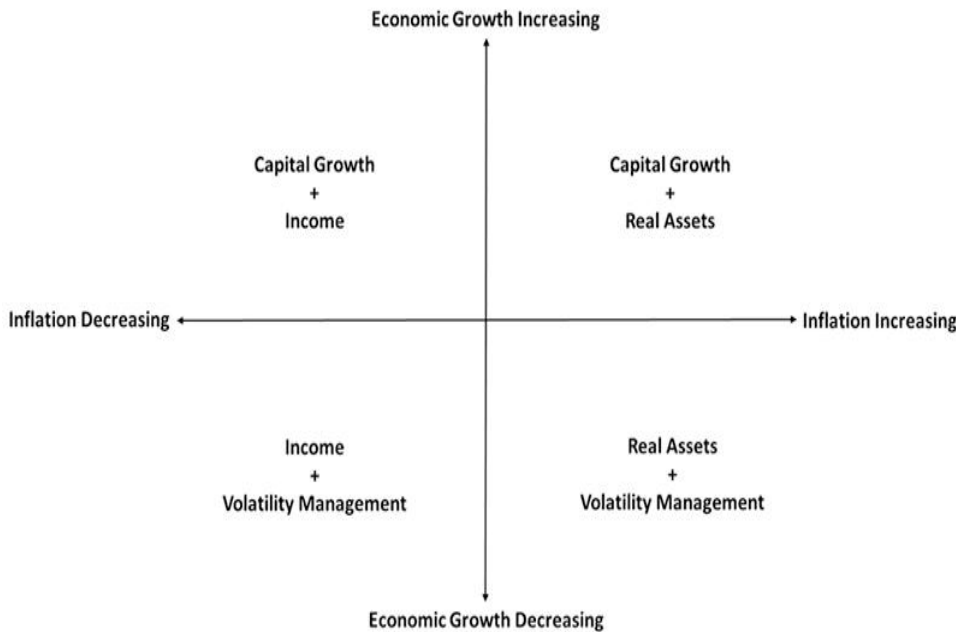 Economic Growth Increasing
Capital Growth
+
Income
Capital Growth
+
Real Assets
Inflation Decreasing
Inflation Increasing
Income
+
Volatility Management
Real Assets
+
Volatility Management
Economic Growth Decreasing